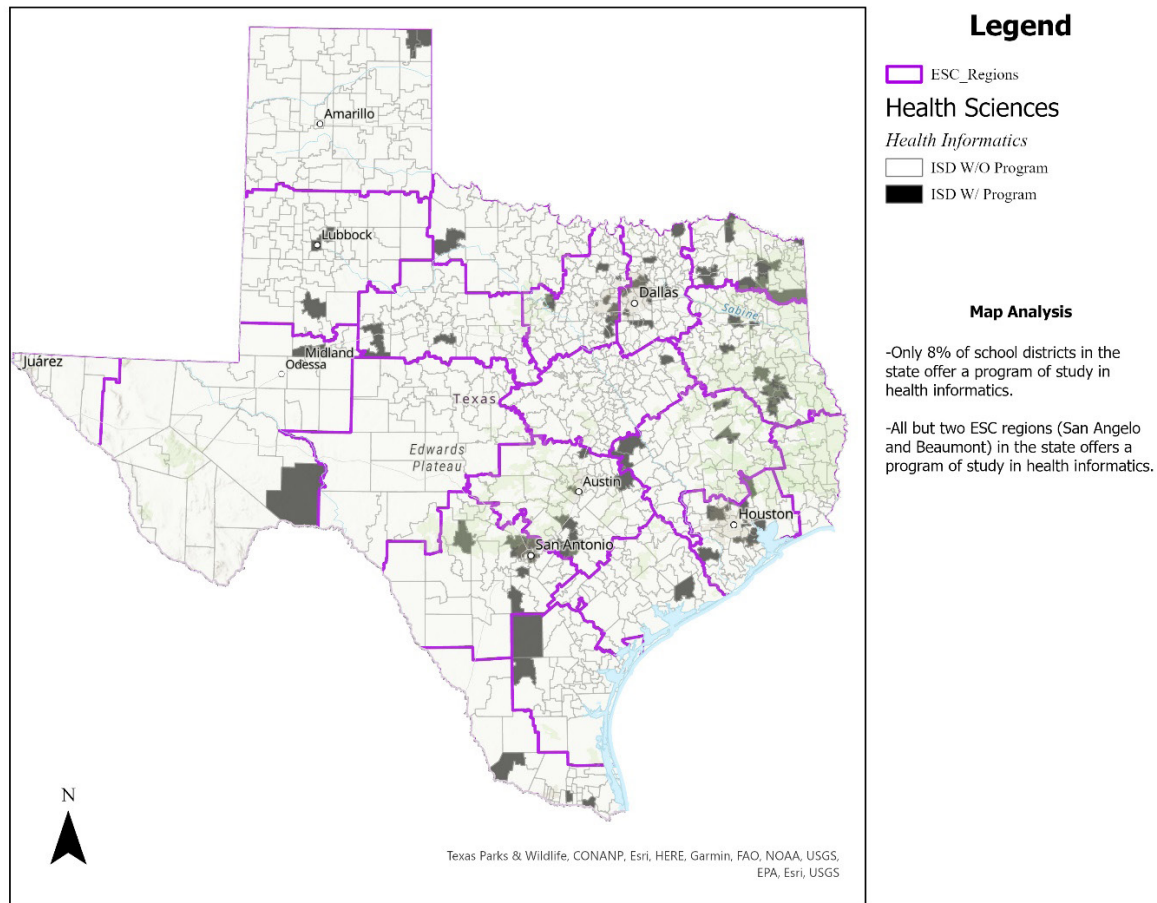 Legend
ESC_Regions
Health Sciences
Health Informatics
ISD W/O Program
ISD W/ Program
Map Analysis
-Only 8% of school districts in the
state offer a program of study in
health informatics.
-All but two ESC regions (San Angelo
and Beaumont) in the state offers a
program of study in health informatics.
Amarillo
Lubbock
Dallas
Sabine
Juárez
Midland
Odessa
Texas
Edwards
Plateau
Austin
Houston
San Antonio
N
Texas Parks & Wildlife, CONANP, Esri, HERE, Garmin, FAO, NOAA, USGS,
EPA, Esri, USGS